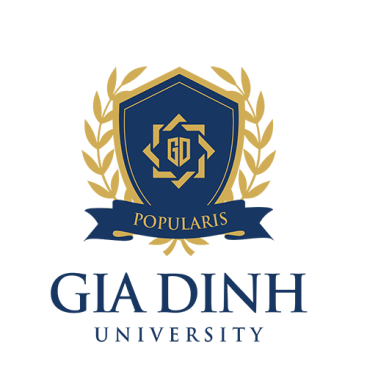 GD
POPULARIS
GIA DINH
UNIVERSITY